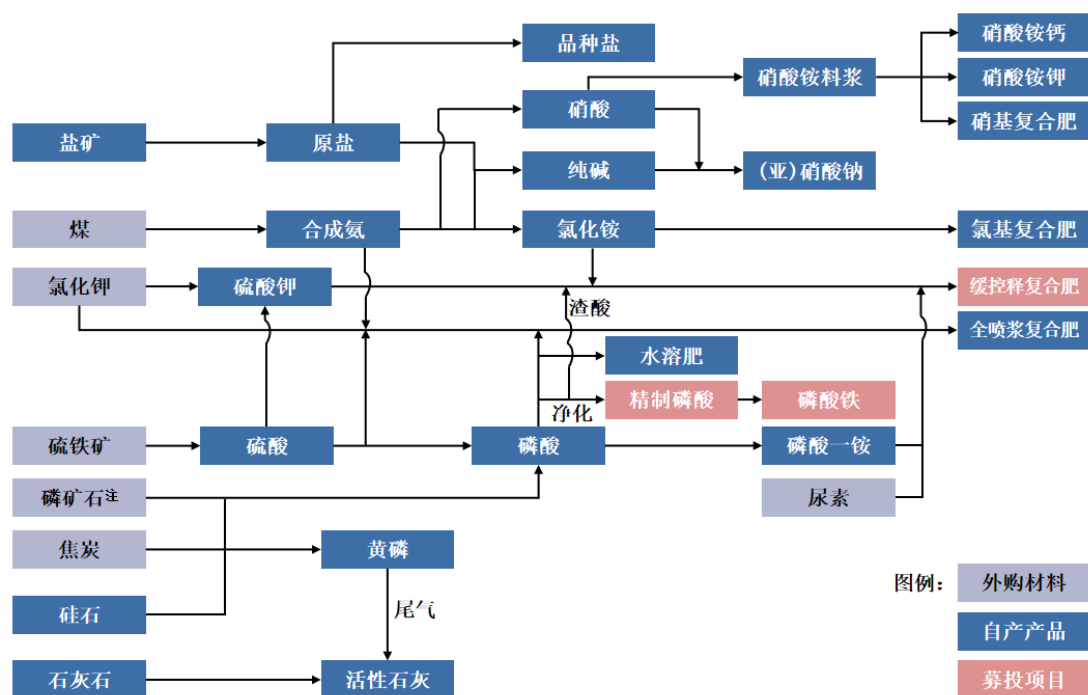 品种盐
硝酸铵钙
硝酸铵料浆
硝酸铵钾
硝酸
硝基复合肥
盐矿
原盐
纯碱
(亚)硝酸钠
煤
合成氨
氯化铵
氯基复合肥
氯化钾
硫酸钾
缓控释复合肥
渣酸
全喷浆复合肥
水溶肥
精制磷酸
磷酸铁
净化
硫铁矿
硫酸
磷酸
磷酸一铵
磷矿石注
尿素
焦炭
黄磷
图例：
外购材料
硅石
尾气
自产产品
石灰石
活性石灰
募投项目